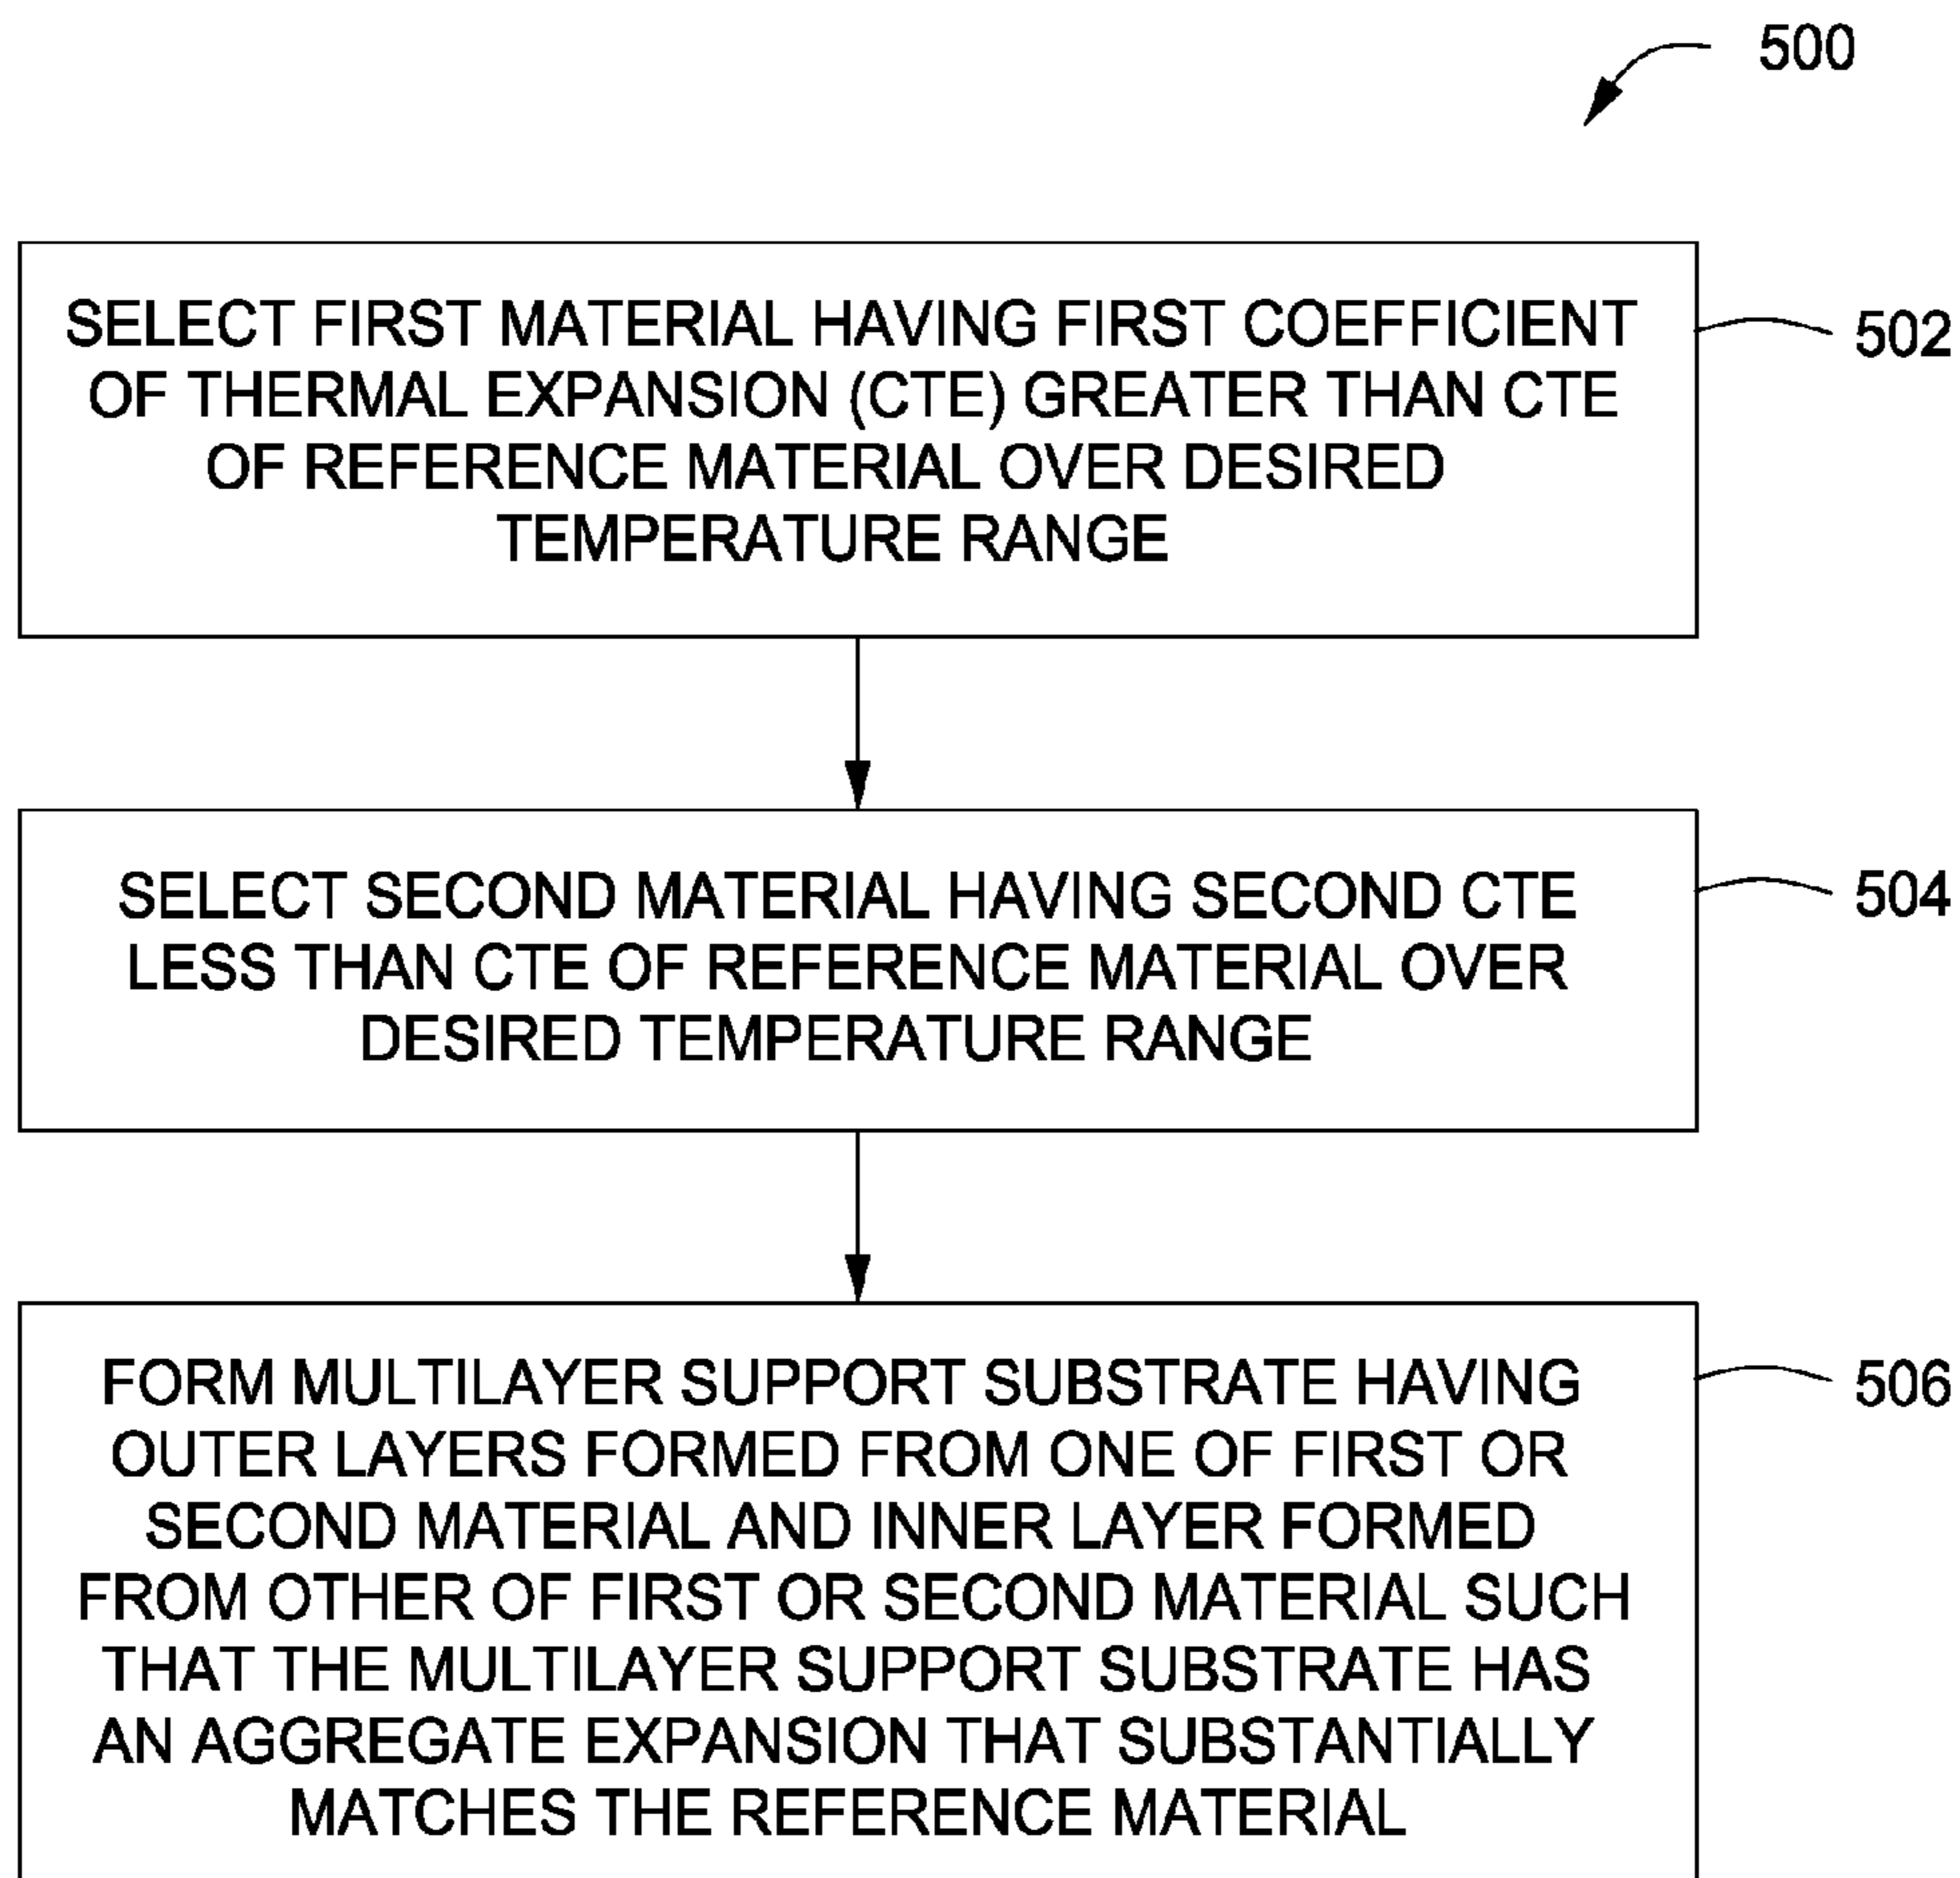 500
SELECT FIRST MATERIAL HAVING FIRST COEFFICIENT
OF THERMAL EXPANSION (CTE) GREATER THAN CTE
OF REFERENCE MATERIAL OVER DESIRED
TEMPERATURE RANGE
502
SELECT SECOND MATERIAL HAVING SECOND CTE
LESS THAN CTE OF REFERENCE MATERIAL OVER
DESIRED TEMPERATURE RANGE
504
FORM MULTILAYER SUPPORT SUBSTRATE HAVING
OUTER LAYERS FORMED FROM ONE OF FIRST OR
SECOND MATERIAL AND INNER LAYER FORMED
FROM OTHER OF FIRST OR SECOND MATERIAL SUCH
THAT THE MULTILAYER SUPPORT SUBSTRATE HAS
AN AGGREGATE EXPANSION THAT SUBSTANTIALLY
MATCHES THE REFERENCE MATERIAL
506